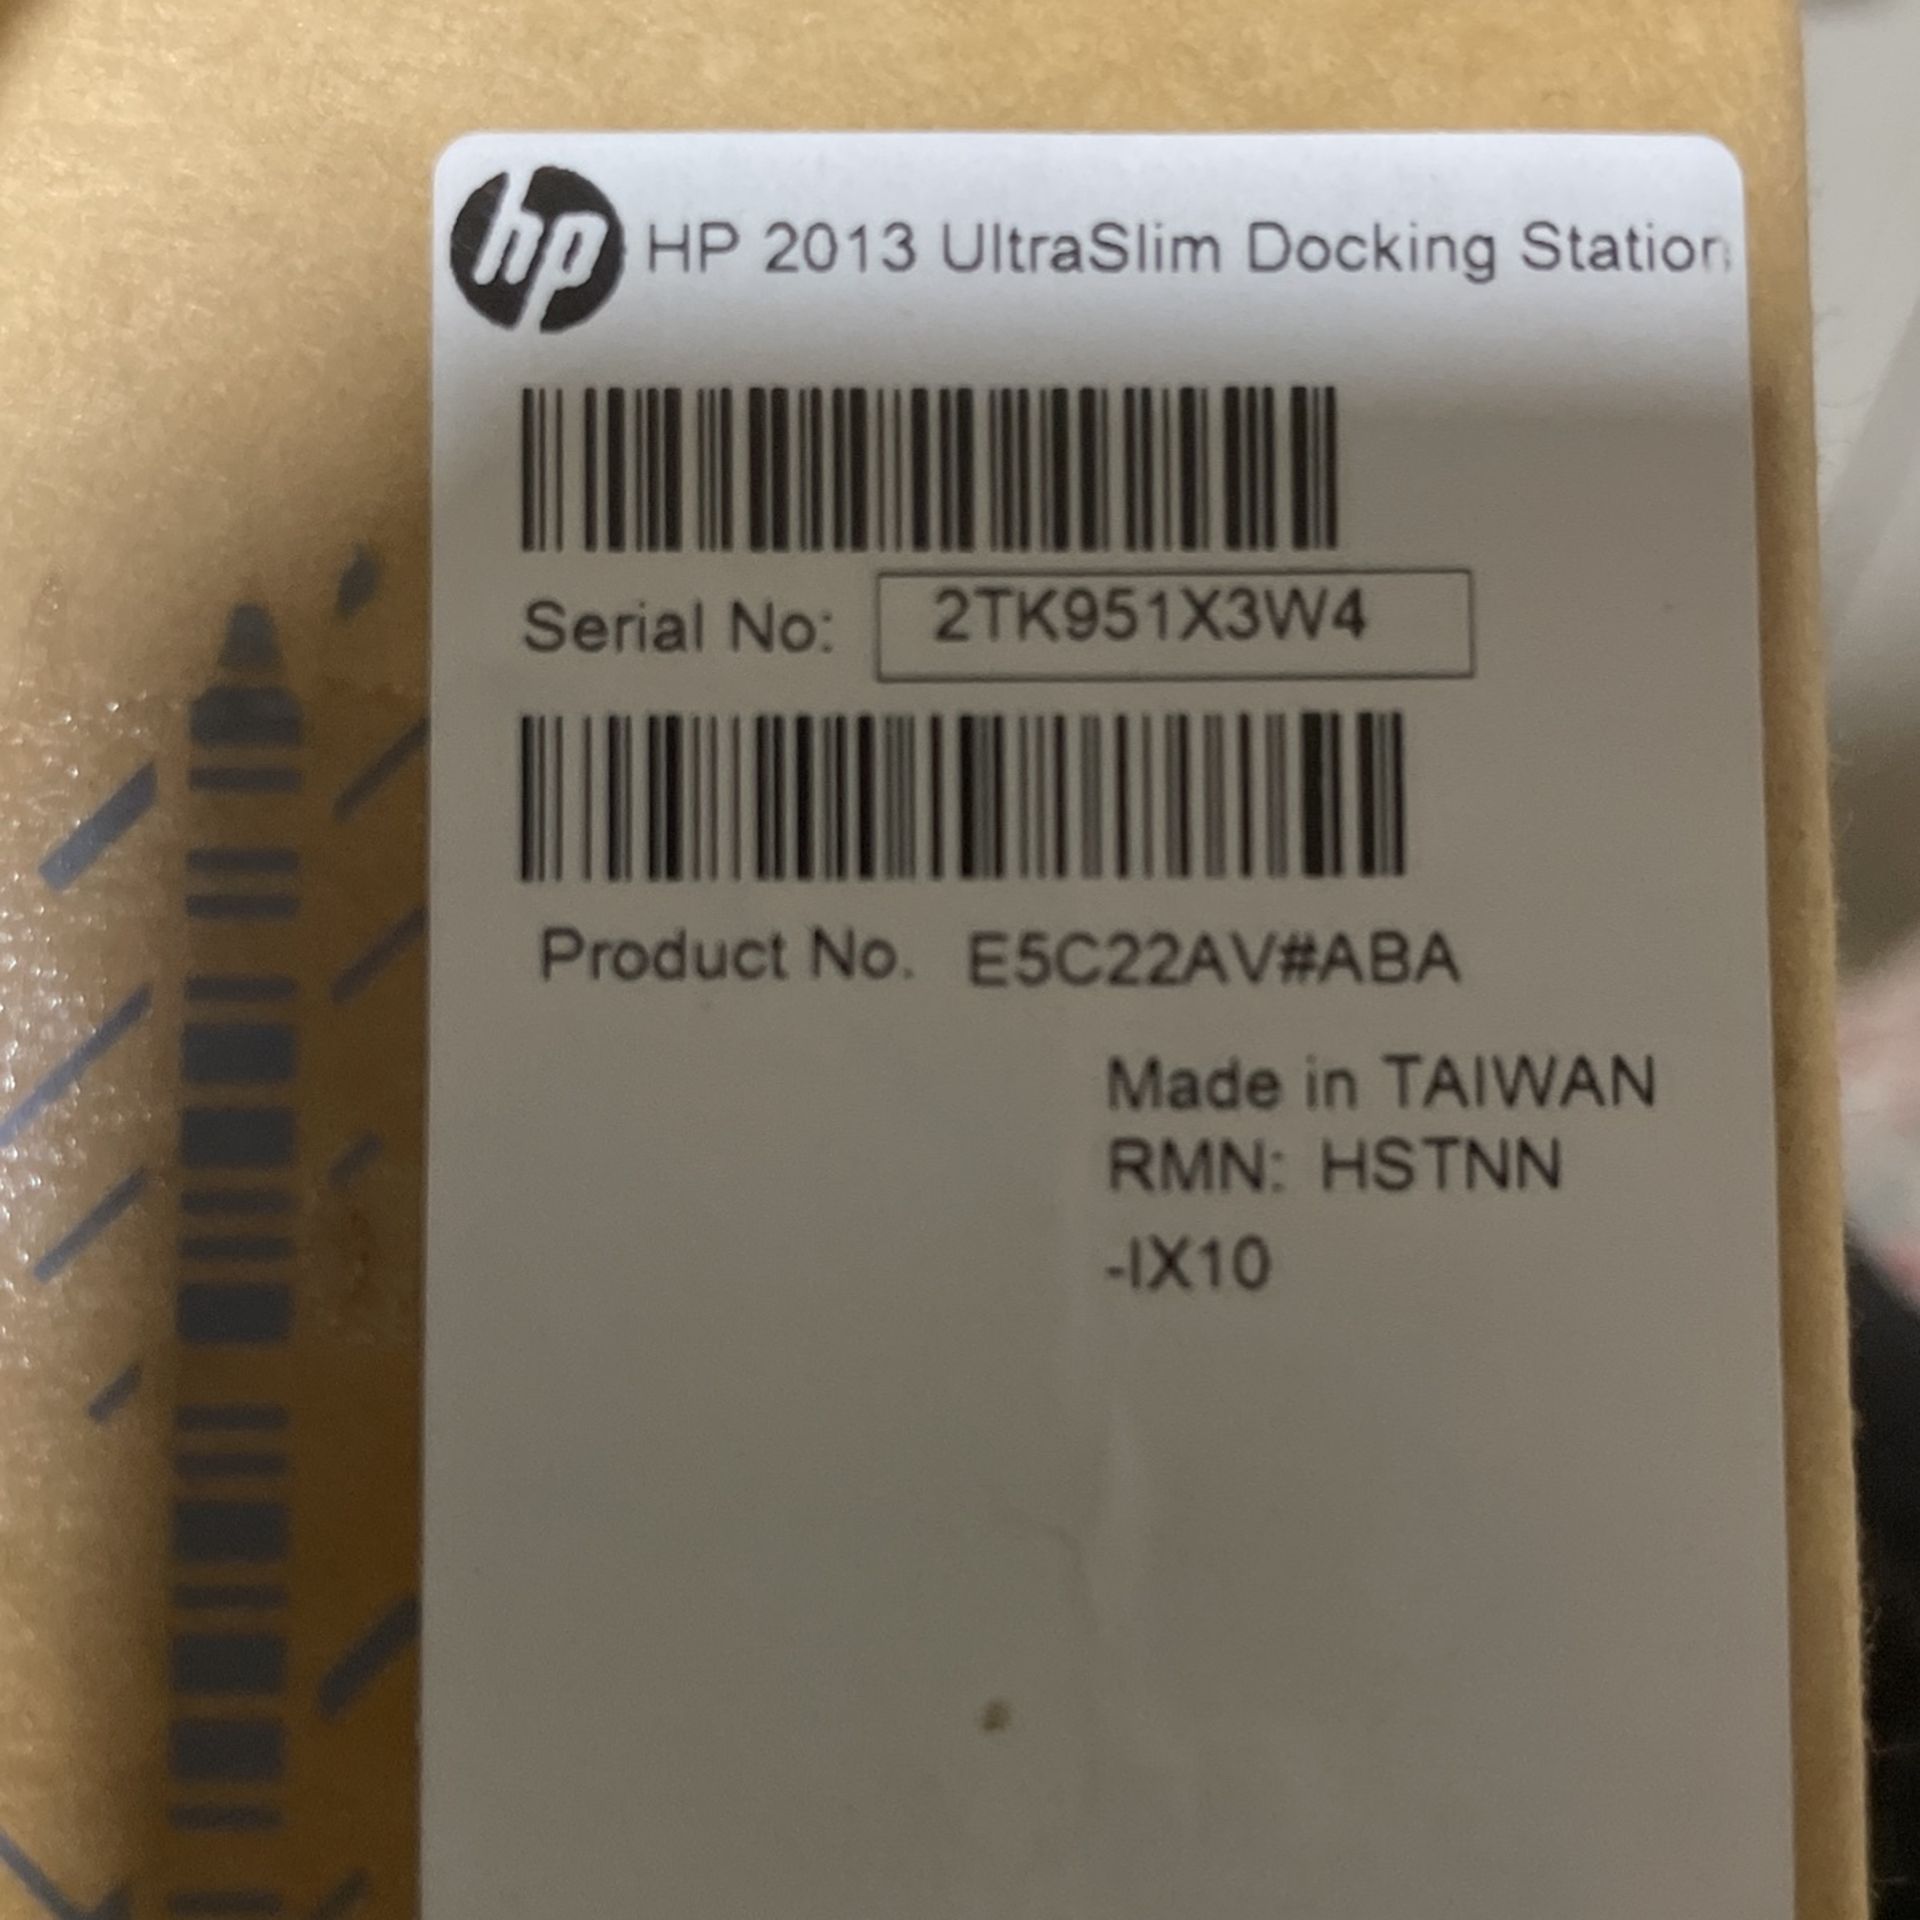 hp HP 2013 UltraSlim Docking Station
Serial No: 2TK951X3W4
Product No. E5C22AV#ABA
Made in TAIWAN
RMN: HSTNN
-IX10